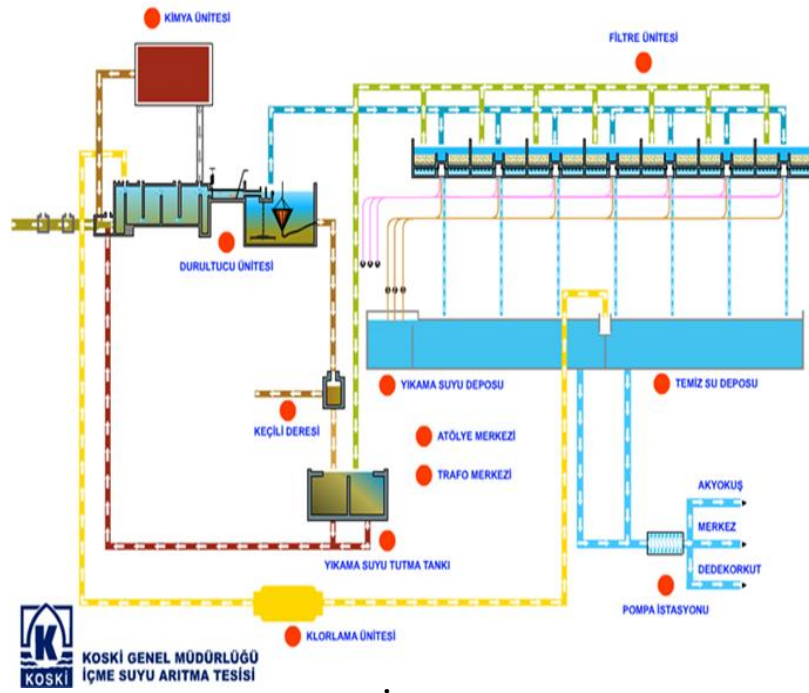 KİMYA ÜNİTESİ
FİLTRE ÜNİTESİ
DURULTUCU ÜNİTESİ
YIKAMA SUYU DEPOSU
TEMİZ SU DEPOSU
KEÇİLİ DERESİ
ATÖLYE MERKEZİ
TRAFO MERKEZİ
AKYOKUŞ
MERKEZ
DEDEKORKUT
YIKAMA SUYU TUTMA TANKI
POMPA İSTASYONU
KLORLAMA ÜNİTESİ
K
KOSKİ
KOSKİ GENEL MÜDÜRLÜĞÜ
İÇME SUYU ARITMA TESİSİ